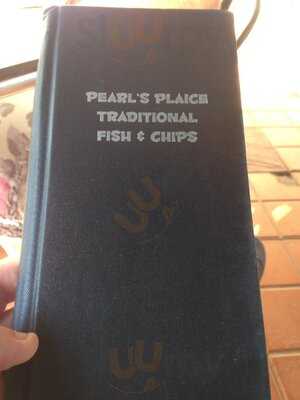 PEARL'S PLAICE
TRADITIONAL
FISH & CHIPS